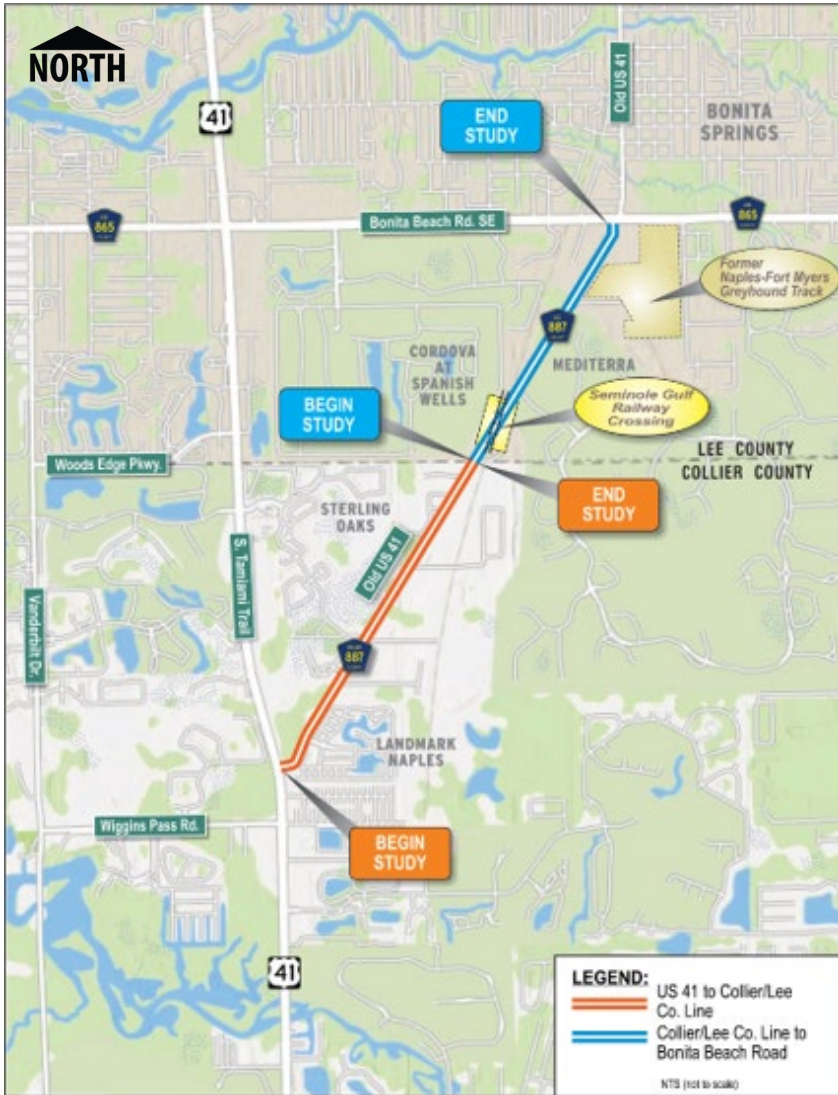 NORTH
41
Old US 41
END
STUDY
BONITA
SPRINGS
865
Bonita Beach Rd. SE
865
Former
Naples-Fort Myers
Greyhound Track
887
CORDOVA
AT
SPANISH
WELLS
MEDITERRA
BEGIN
STUDY
Seminole Gulf
Railway
Crossing
LEE COUNTY
COLLIER COUNTY
Woods Edge Pkwy.
END
STUDY
STERLING
OAKS
Old US 41
S. Tamiami Trail
Vanderbilt Dr.
887
LANDMARK
NAPLES
Wiggins Pass Rd.
BEGIN
STUDY
41
LEGEND:
US 41 to Collier/Lee
Co. Line
Collier/Lee Co. Line to
Bonita Beach Road
NTS (not to scale)